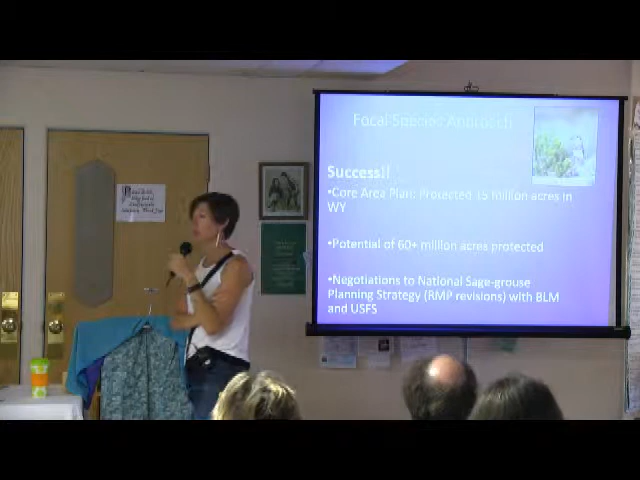 Focal Species Approach
Success!!
•Core Area Plan: Protected 15 million acres in
WY
•Potential of 60+ million acres protected
•Negotiations to National Sage-grouse
Planning Strategy (RMP revisions) with BLM
and USFS